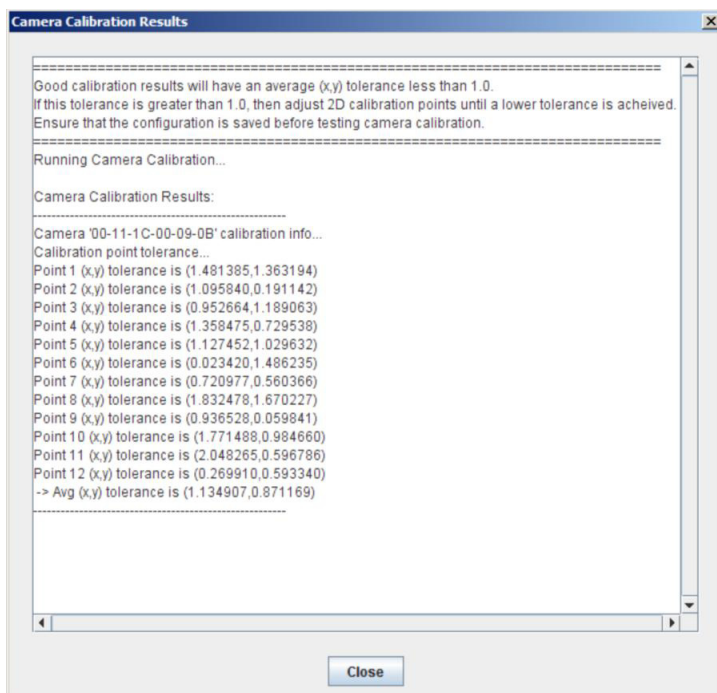 Camera Calibration Results
==============================================================================
Good calibration results will have an average (x,y) tolerance less than 1.0.
If this tolerance is greater than 1.0, then adjust 2D calibration points until a lower tolerance is acheived.
Ensure that the configuration is saved before testing camera calibration.
==============================================================================
Running Camera Calibration...
Camera Calibration Results:
-------------------------------------------------------
Camera '00-11-1C-00-09-0B' calibration info...
Calibration point tolerance...
Point 1 (x,y) tolerance is (1.481385,1.363194)
Point 2 (x,y) tolerance is (1.095840,0.191142)
Point 3 (x,y) tolerance is (0.952664,1.189063)
Point 4 (x,y) tolerance is (1.358475,0.729538)
Point 5 (x,y) tolerance is (1.127452,1.029632)
Point 6 (x,y) tolerance is (0.023420,1.486235)
Point 7 (x,y) tolerance is (0.720977,0.560366)
Point 8 (x,y) tolerance is (1.832478,1.670227)
Point 9 (x,y) tolerance is (0.936528,0.059841)
Point 10 (x,y) tolerance is (1.771488,0.984660)
Point 11 (x,y) tolerance is (2.048265,0.596786)
Point 12 (x,y) tolerance is (0.269910,0.593340)
-> Avg (x,y) tolerance is (1.134907,0.871169)
-------------------------------------------------------
Close